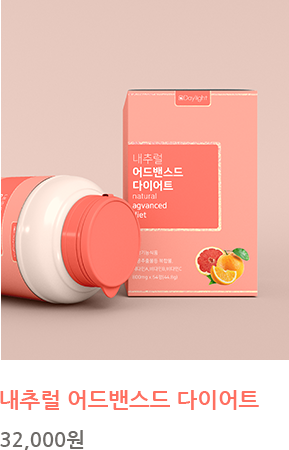 Daylight
내추럴
어드밴스드
다이어트
natural
agvanced
diet
내추럴 어드밴스드 다이어트
32,000원